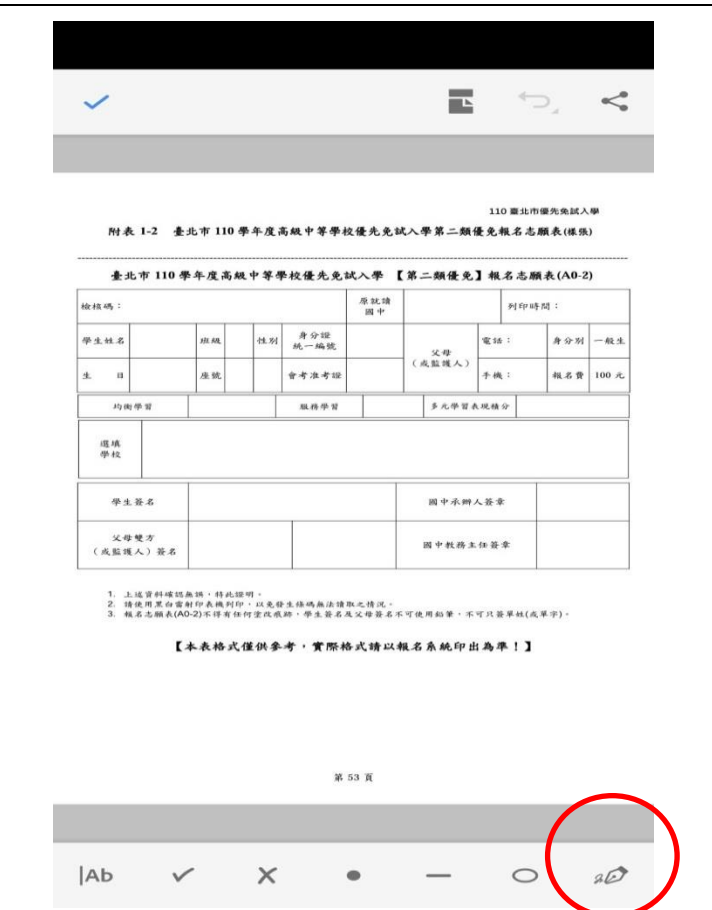 110 臺北市優先免試入學
附表 1-2 臺北市 110 學年度高級中等學校優先免試入學第二類優免報名志願表(樣張)
臺北市 110 學年度高級中等學校優先免試入學 【第二類優免】報名志願表(A0-2)
檢核碼： 原就讀國中 列印時間：
學生姓名 班級 性別 身分證統一編號 父母(或監護人) 電話： 身分別 一般生
生 日 座號 會考准考證 手機： 報名費 100 元
均衡學習 服務學習 多元學習表現積分
選填
學校
學生簽名 國中承辦人簽章
父母雙方
(或監護人)簽名 國中教務主任簽章
1. 上述資料確認無誤，特此證明。
2. 請使用黑白雷射印表機列印，以免發生條碼無法讀取之情況。
3. 報名志願表(A0-2)不得有任何塗改痕跡，學生簽名及父母簽名不可使用鉛筆，不可只簽單姓(或單字)。
【本表格式僅供參考，實際格式請以報名系統印出為準！】
第 53 頁
|Ab